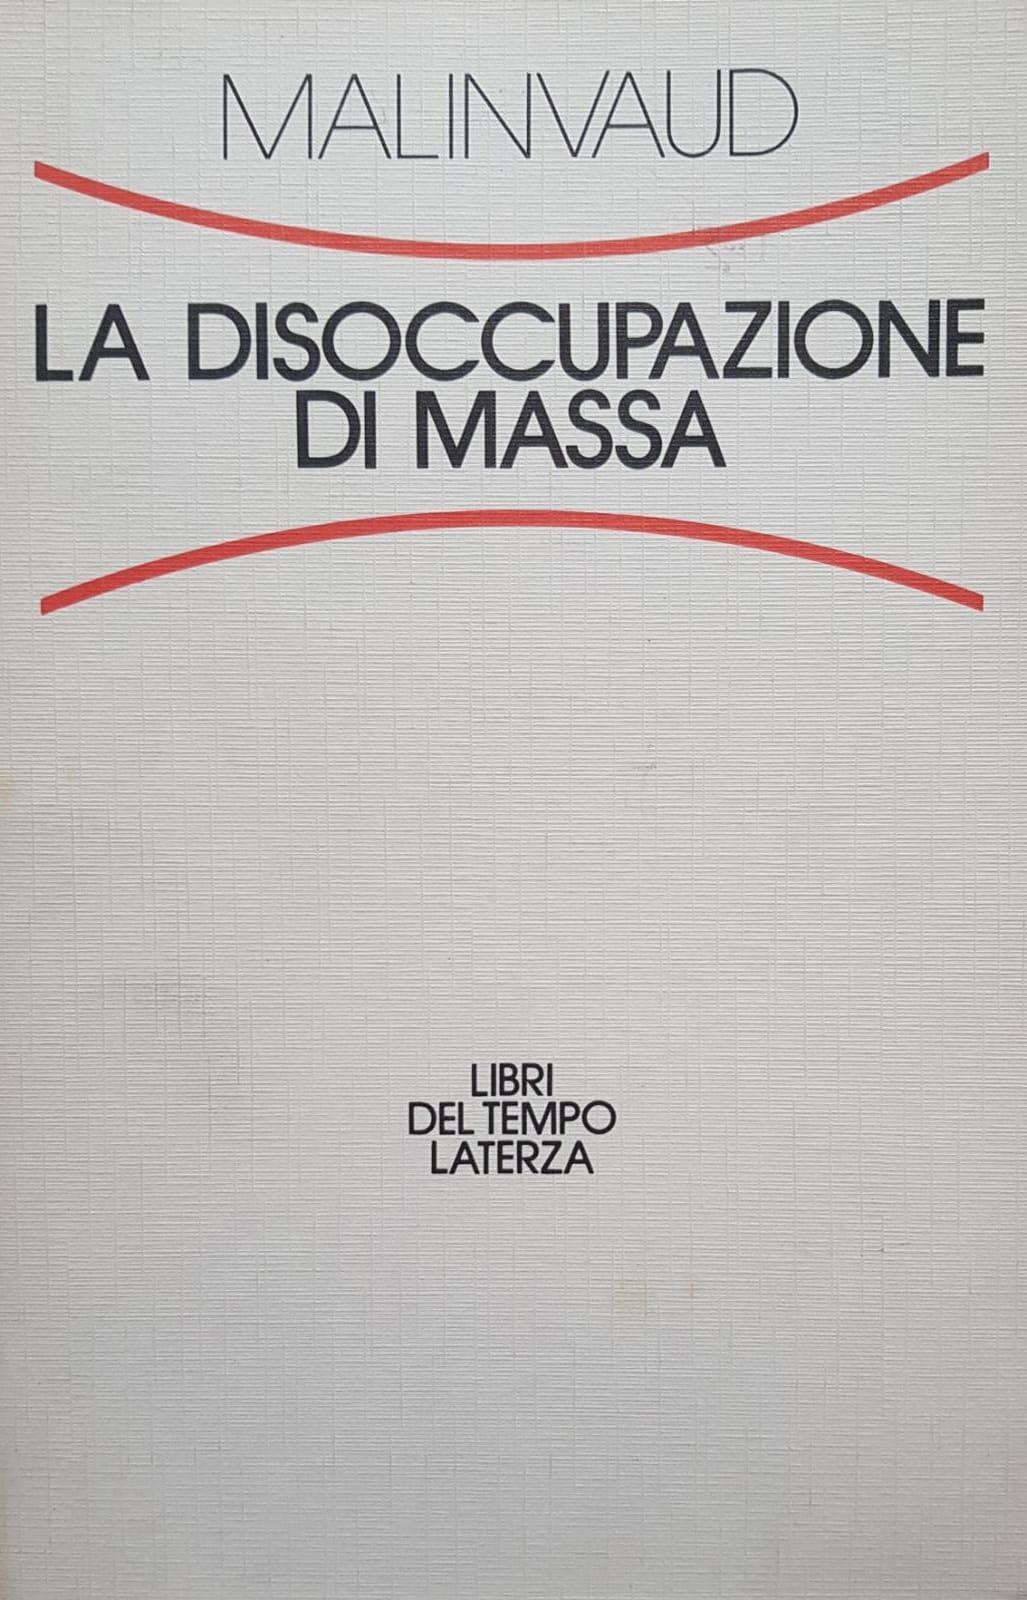 MALINVAUD
LA DISOCCUPAZIONE
DI MASSA
LIBRI
DEL TEMPO
LATERZA